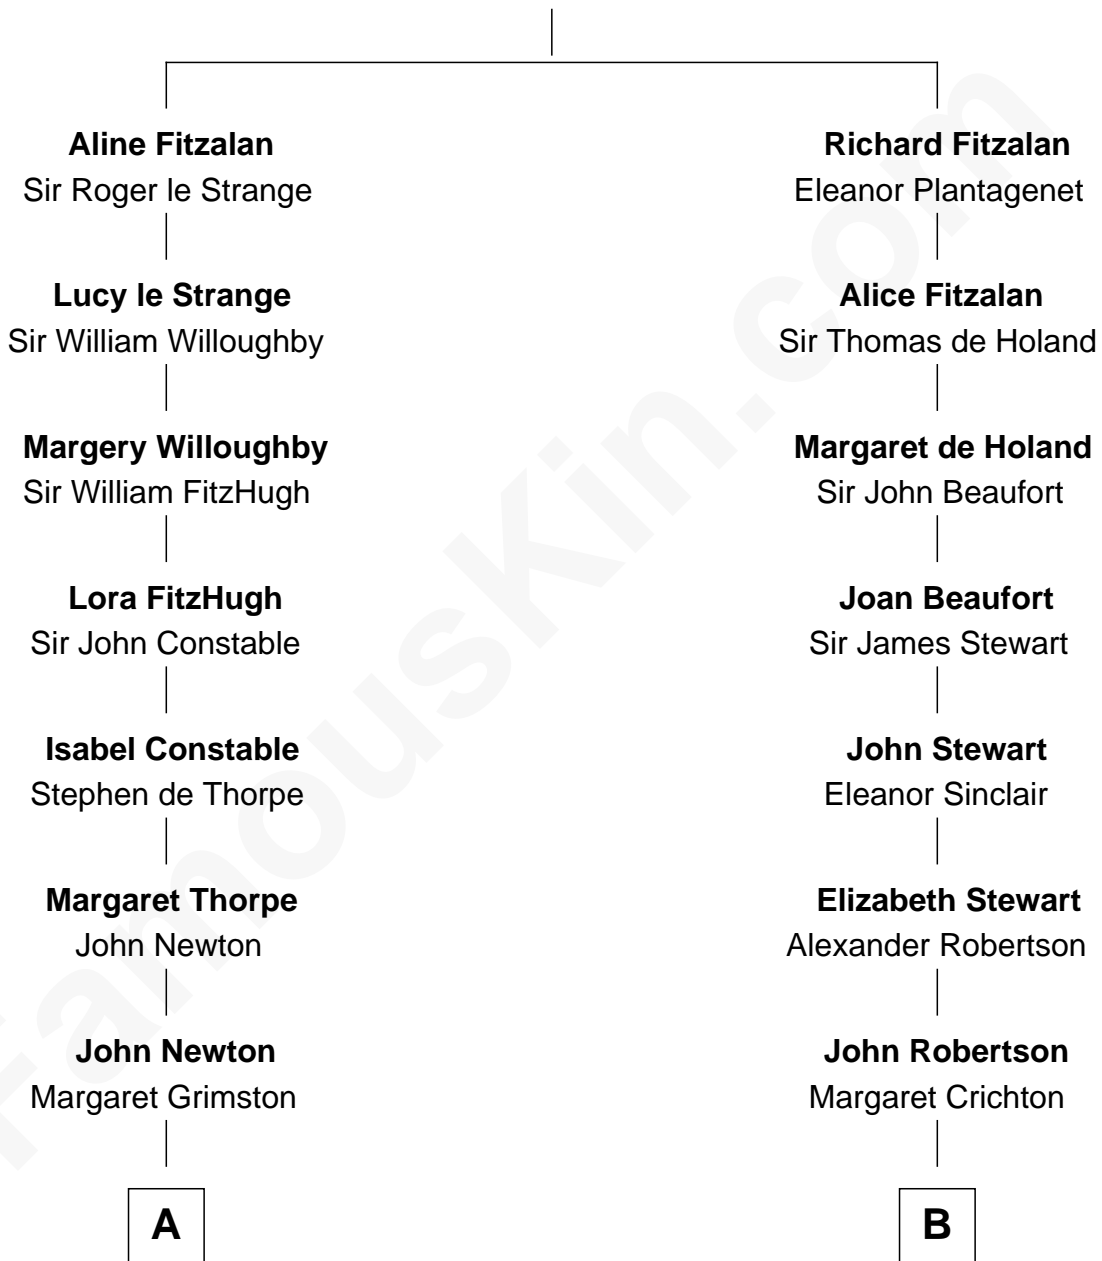 Aline Fitzalan
Sir Roger le Strange
Richard Fitzalan
Eleanor Plantagenet
Lucy le Strange
Sir William Willoughby
Alice Fitzalan
Sir Thomas de Holand
Margery Willoughby
Sir William FitzHugh
Margaret de Holand
Sir John Beaufort
Lora FitzHugh
Sir John Constable
Joan Beaufort
Sir James Stewart
Isabel Constable
Stephen de Thorpe
John Stewart
Eleanor Sinclair
Margaret Thorpe
John Newton
Elizabeth Stewart
Alexander Robertson
John Newton
Margaret Grimston
John Robertson
Margaret Crichton
A
B
FamousKin.com